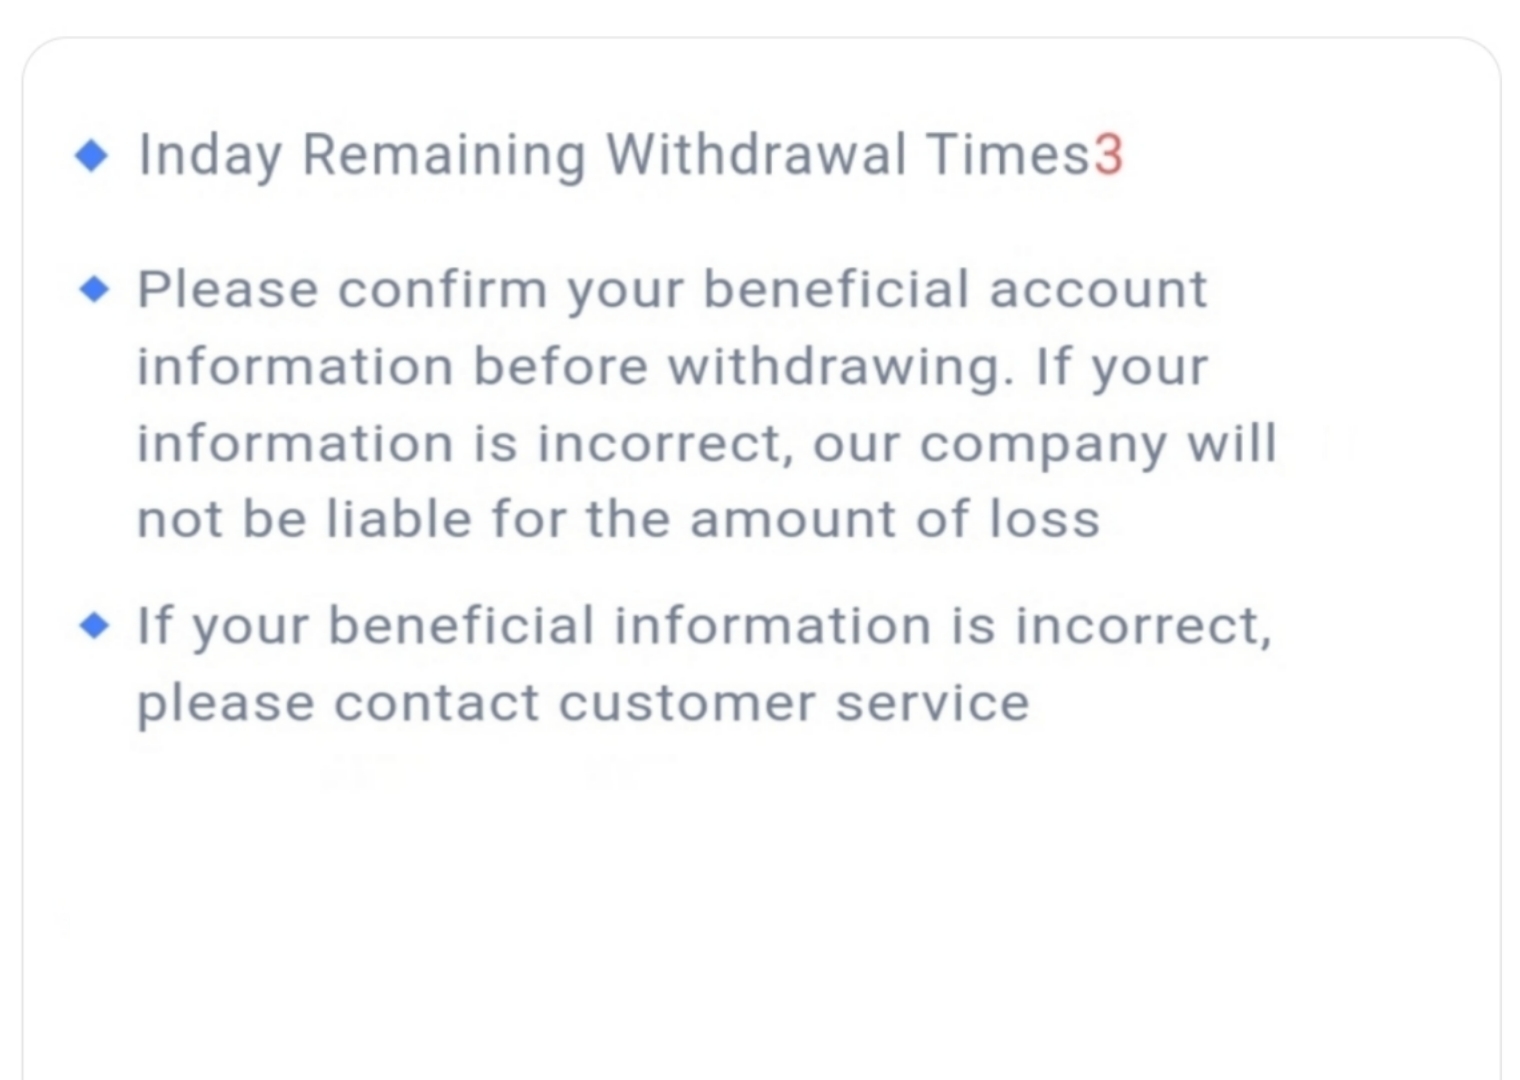 Inday Remaining Withdrawal Times3
Please confirm your beneficial account
information before withdrawing. If your
information is incorrect, our company will
not be liable for the amount of loss
If your beneficial information is incorrect,
please contact customer service